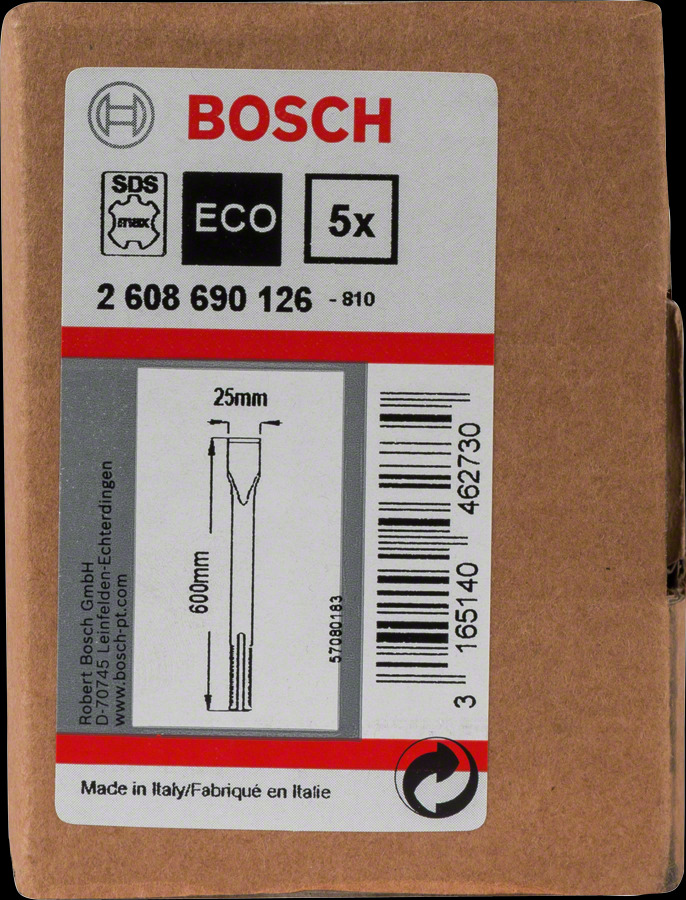 BOSCH
SDS
max
ECO
5x
2 608 690 126 - 810
25mm
600mm
57080183
Robert Bosch GmbH
D-70745 Leinfelden-Echterdingen
www.bosch-pt.com
3 165140 462730
Made in Italy/Fabriqué en Italie